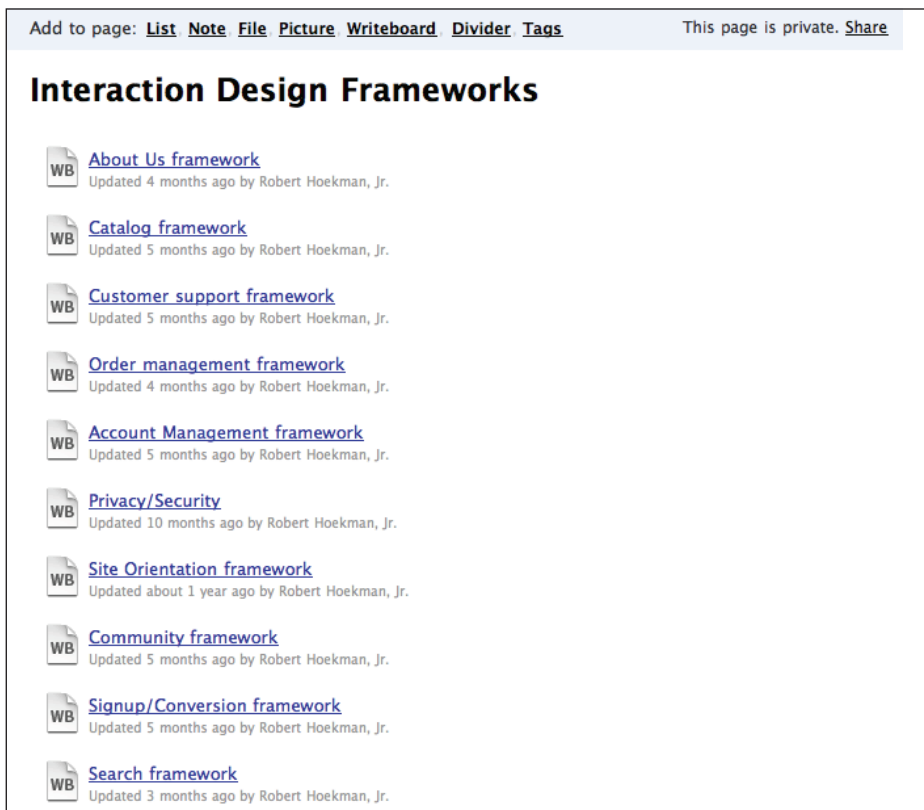 Add to page: List, Note, File, Picture, Writeboard, Divider, Tags This page is private. Share
Interaction Design Frameworks
WB About Us framework
Updated 4 months ago by Robert Hoekman, Jr.
WB Catalog framework
Updated 5 months ago by Robert Hoekman, Jr.
WB Customer support framework
Updated 5 months ago by Robert Hoekman, Jr.
WB Order management framework
Updated 4 months ago by Robert Hoekman, Jr.
WB Account Management framework
Updated 5 months ago by Robert Hoekman, Jr.
WB Privacy/Security
Updated 10 months ago by Robert Hoekman, Jr.
WB Site Orientation framework
Updated about 1 year ago by Robert Hoekman, Jr.
WB Community framework
Updated 5 months ago by Robert Hoekman, Jr.
WB Signup/Conversion framework
Updated 5 months ago by Robert Hoekman, Jr.
WB Search framework
Updated 3 months ago by Robert Hoekman, Jr.